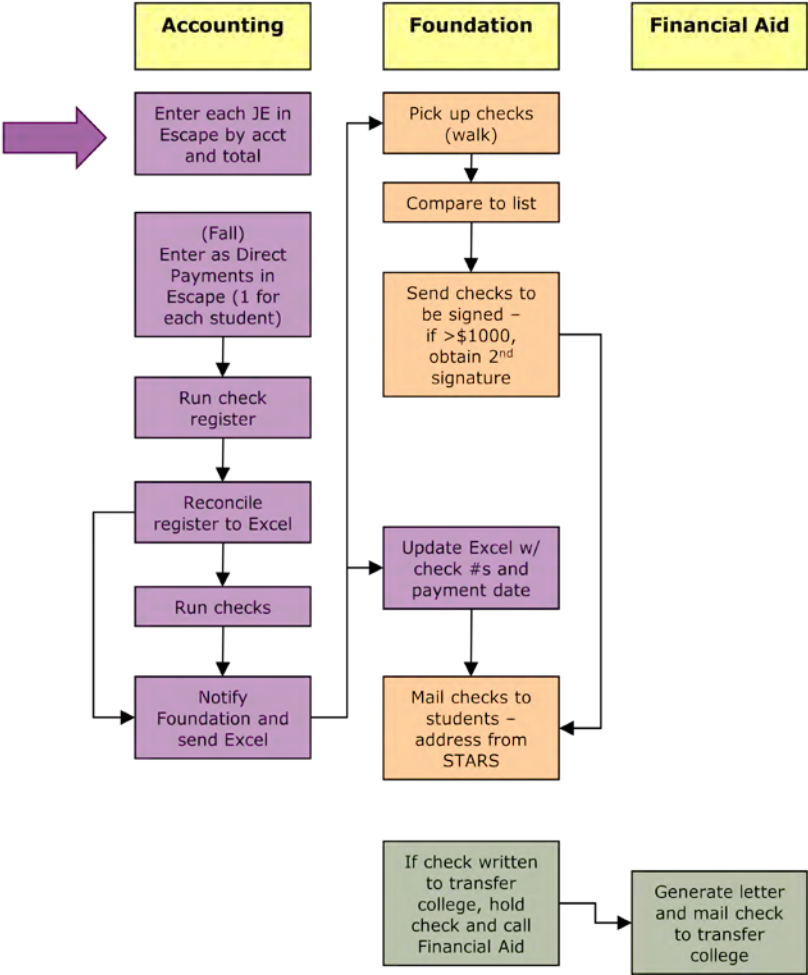 Accounting
Foundation
Financial Aid
Enter each JE in
Escape by acct
and total
(Fall)
Enter as Direct
Payments in
Escape (1 for
each student)
Run check
register
Reconcile
register to Excel
Run checks
Notify
Foundation and
send Excel
Pick up checks
(walk)
Compare to list
Send checks to
be signed –
if >$1000,
obtain 2nd
signature
Update Excel w/
check #s and
payment date
Mail checks to
students –
address from
STARS
If check written
to transfer
college, hold
check and call
Financial Aid
Generate letter
and mail check
to transfer
college